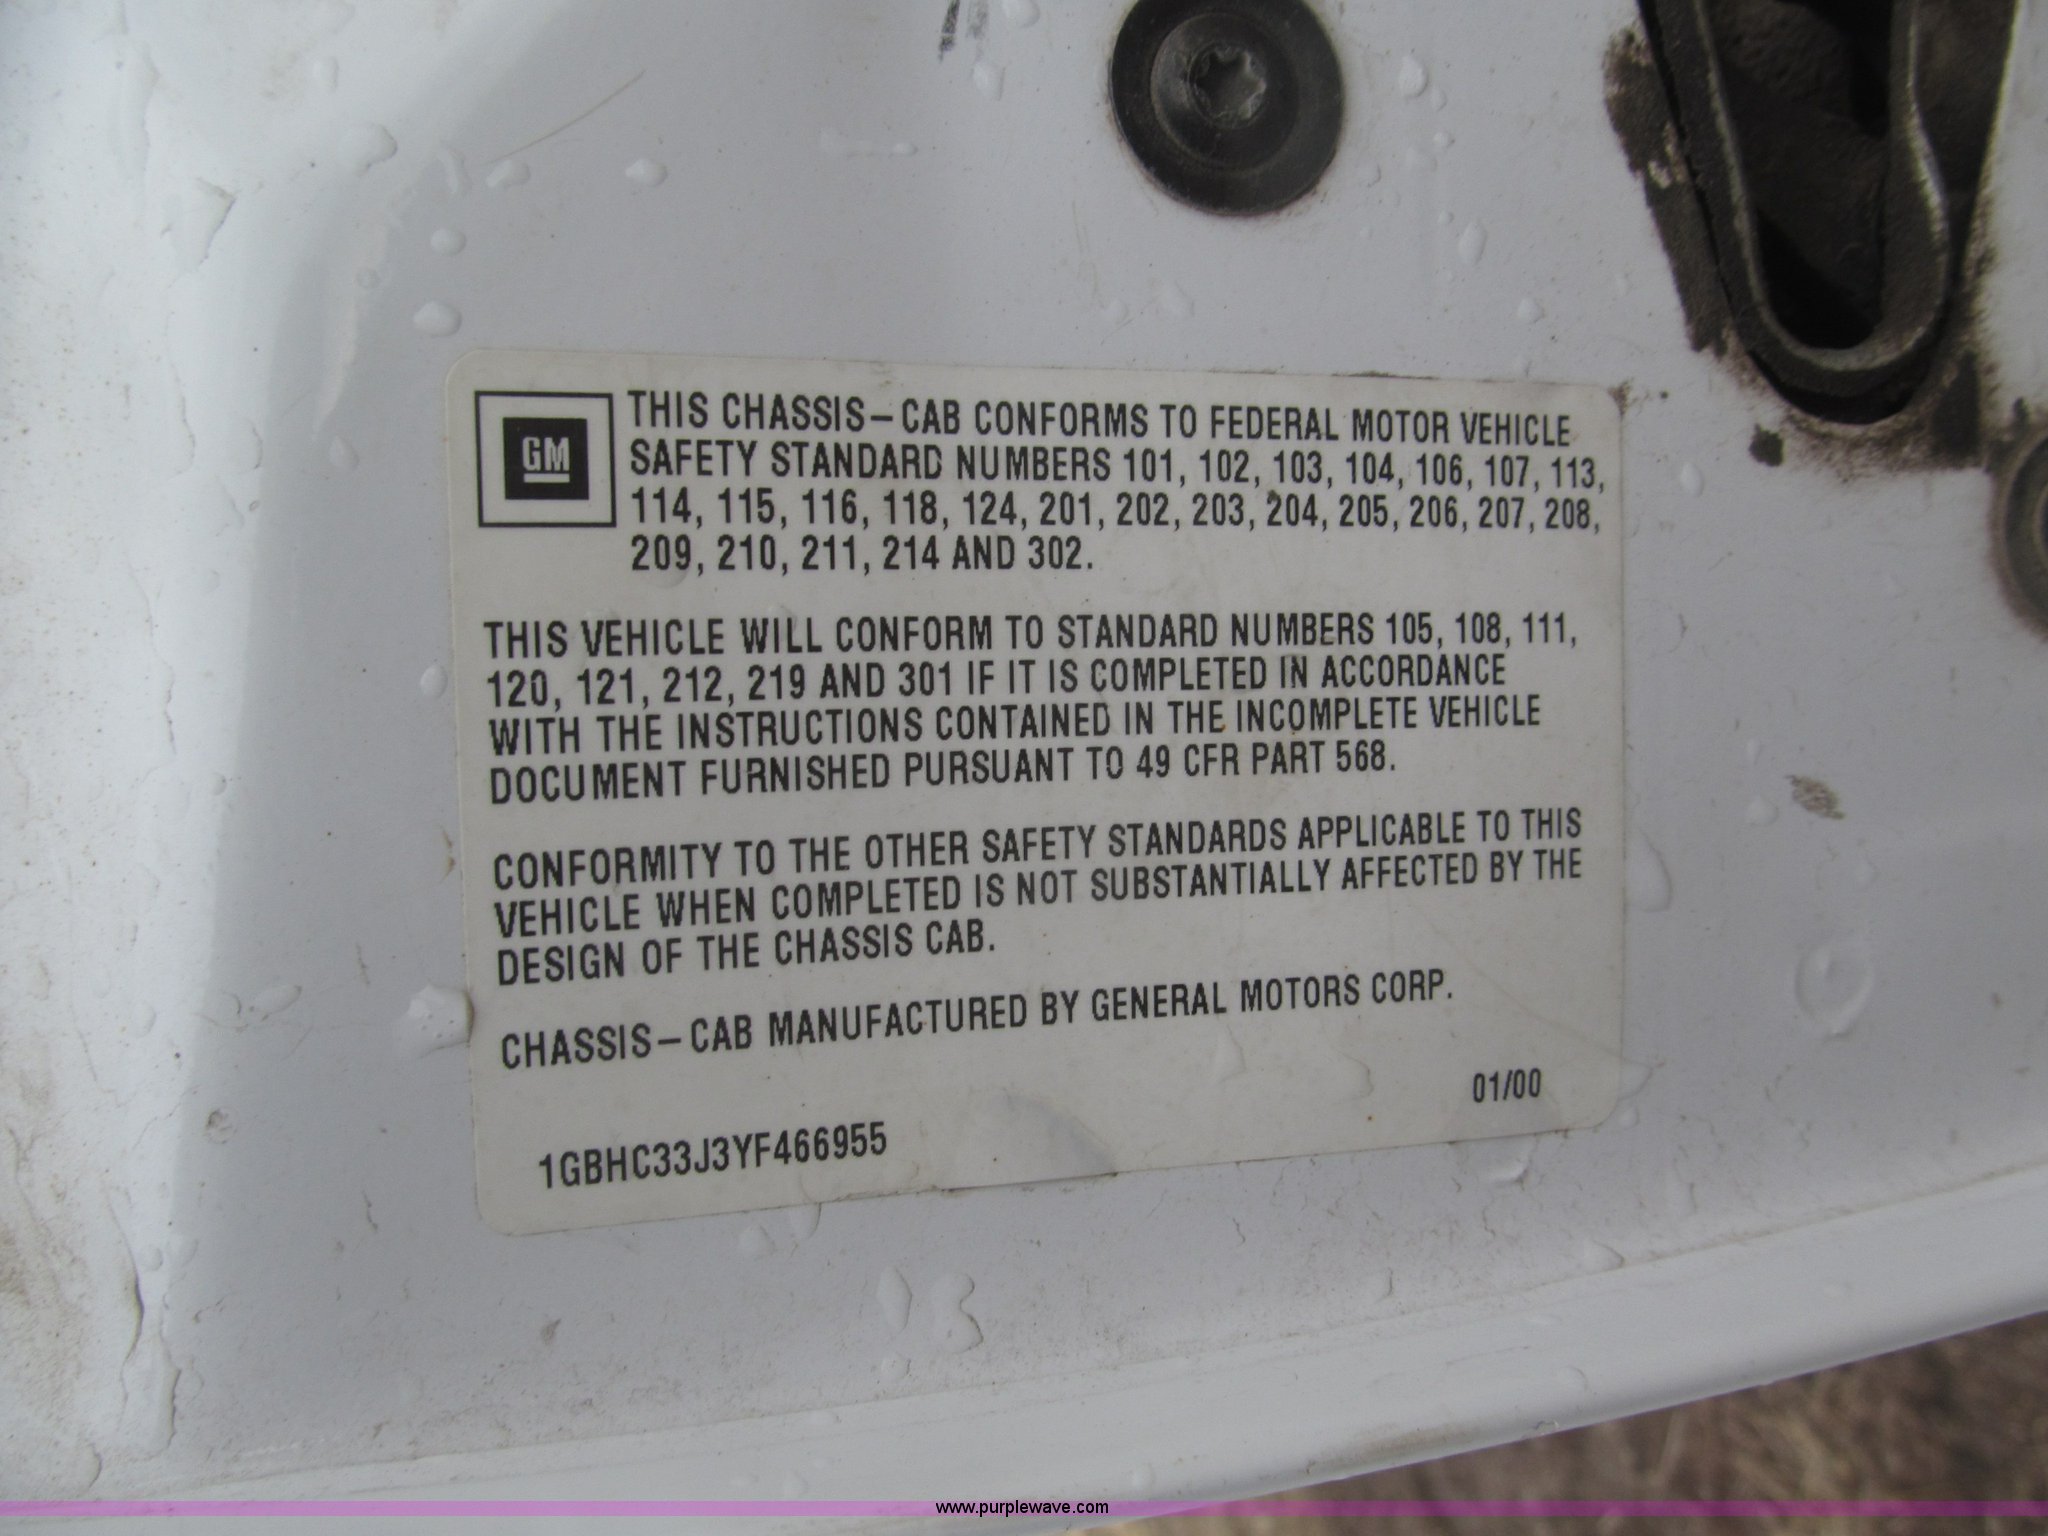 GM
THIS CHASSIS-CAB CONFORMS TO FEDERAL MOTOR VEHICLE
SAFETY STANDARD NUMBERS 101, 102, 103, 104, 106, 107, 113,
114, 115, 116, 118, 124, 201, 202, 203, 204, 205, 206, 207, 208,
209, 210, 211, 214 AND 302.
THIS VEHICLE WILL CONFORM TO STANDARD NUMBERS 105, 108, 111,
120, 121, 212, 219 AND 301 IF IT IS COMPLETED IN ACCORDANCE
WITH THE INSTRUCTIONS CONTAINED IN THE INCOMPLETE VEHICLE
DOCUMENT FURNISHED PURSUANT TO 49 CFR PART 568.
CONFORMITY TO THE OTHER SAFETY STANDARDS APPLICABLE TO THIS
VEHICLE WHEN COMPLETED IS NOT SUBSTANTIALLY AFFECTED BY THE
DESIGN OF THE CHASSIS CAB.
CHASSIS-CAB MANUFACTURED BY GENERAL MOTORS CORP.
01/00
1GBHC33J3YF466955
www.purplewave.com